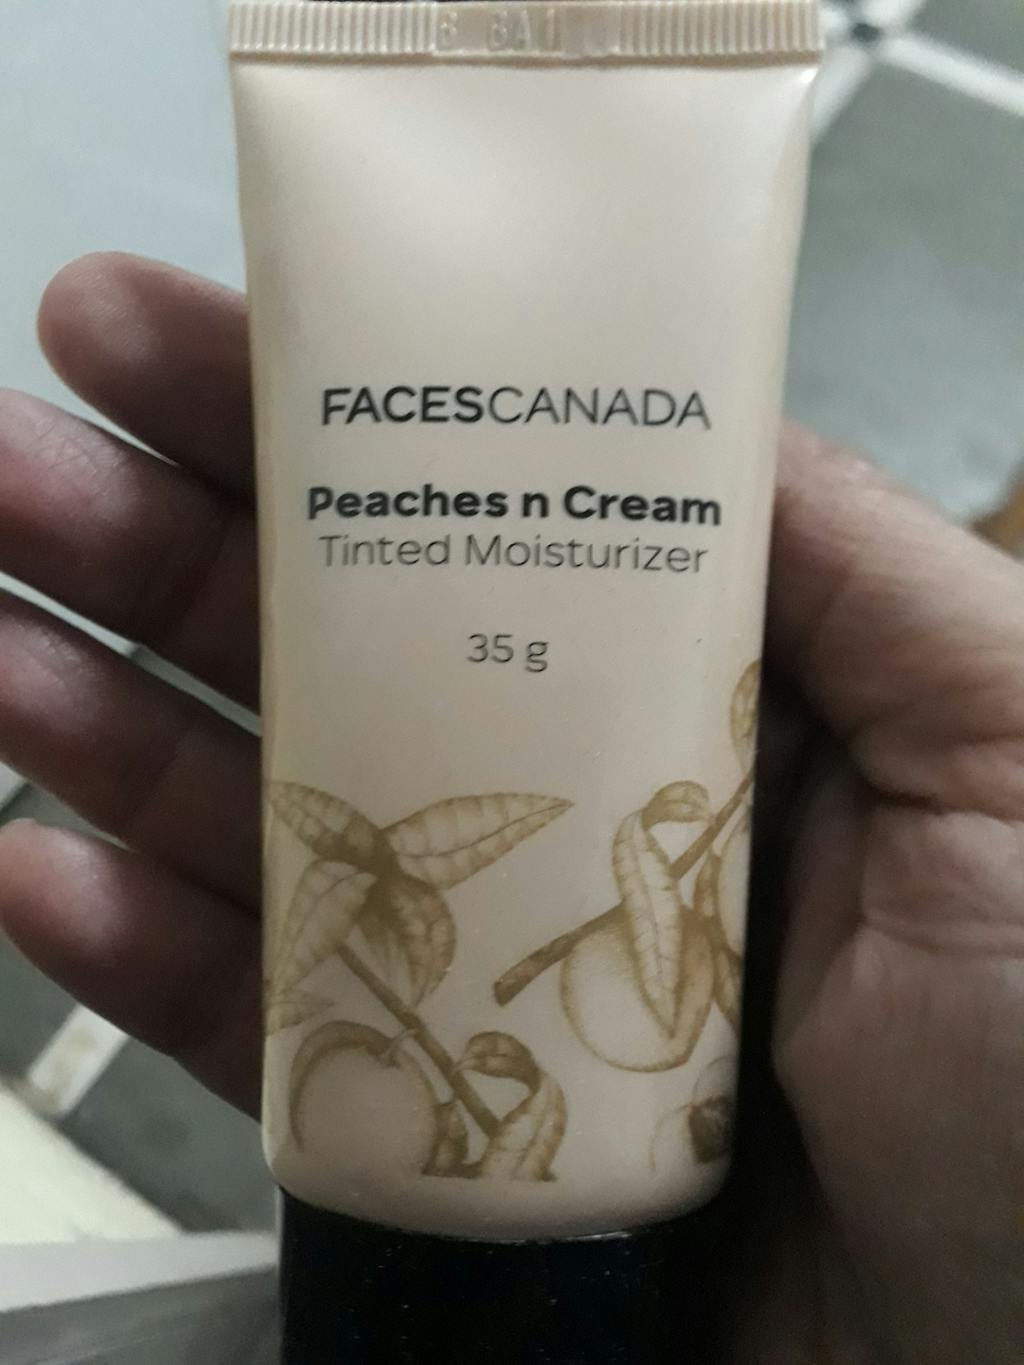 FACESCANADA
Peaches n Cream
Tinted Moisturizer
35 g